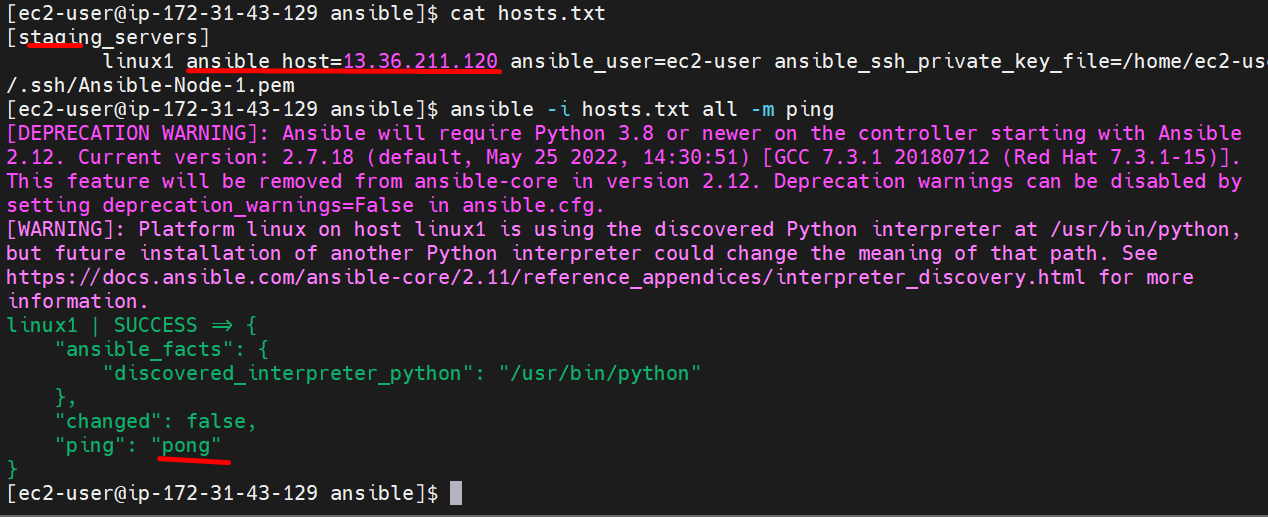 [ec2-user@ip-172-31-43-129 ansible]$ cat hosts.txt
[staging_servers]
        linux1 ansible_host=13.36.211.120 ansible_user=ec2-user ansible_ssh_private_key_file=/home/ec2-us
/.ssh/Ansible-Node-1.pem
[ec2-user@ip-172-31-43-129 ansible]$ ansible -i hosts.txt all -m ping
[DEPRECATION WARNING]: Ansible will require Python 3.8 or newer on the controller starting with Ansible
2.12. Current version: 2.7.18 (default, May 25 2022, 14:30:51) [GCC 7.3.1 20180712 (Red Hat 7.3.1-15)].
This feature will be removed from ansible-core in version 2.12. Deprecation warnings can be disabled by
setting deprecation_warnings=False in ansible.cfg.
[WARNING]: Platform linux on host linux1 is using the discovered Python interpreter at /usr/bin/python,
but future installation of another Python interpreter could change the meaning of that path. See
https://docs.ansible.com/ansible-core/2.11/reference_appendices/interpreter_discovery.html for more
information.
linux1 | SUCCESS => {
    "ansible_facts": {
        "discovered_interpreter_python": "/usr/bin/python"
    },
    "changed": false,
    "ping": "pong"
}
[ec2-user@ip-172-31-43-129 ansible]$